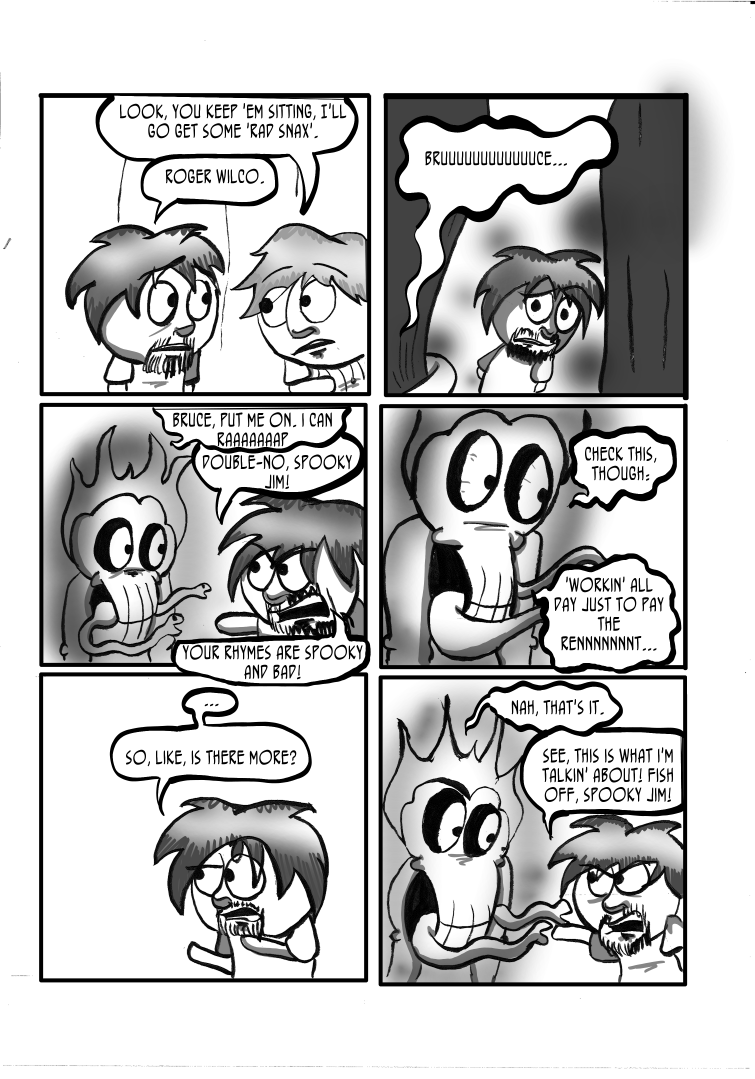 LOOK, YOU KEEP 'EM SITTING, I'LL
GO GET SOME 'RAD SNAX'.
ROGER WILCO.
BRUUUUUUUUUUUUCE...
BRUCE, PUT ME ON. I CAN
RAAAAAAAP
DOUBLE-NO, SPOOKY
JIM!
YOUR RHYMES ARE SPOOKY
AND BAD!
CHECK THIS,
THOUGH:
'WORKIN' ALL
DAY JUST TO PAY
THE
RENNNNNNNT...
...
SO, LIKE, IS THERE MORE?
NAH, THAT'S IT.
SEE, THIS IS WHAT I'M
TALKIN' ABOUT! FISH
OFF, SPOOKY JIM!